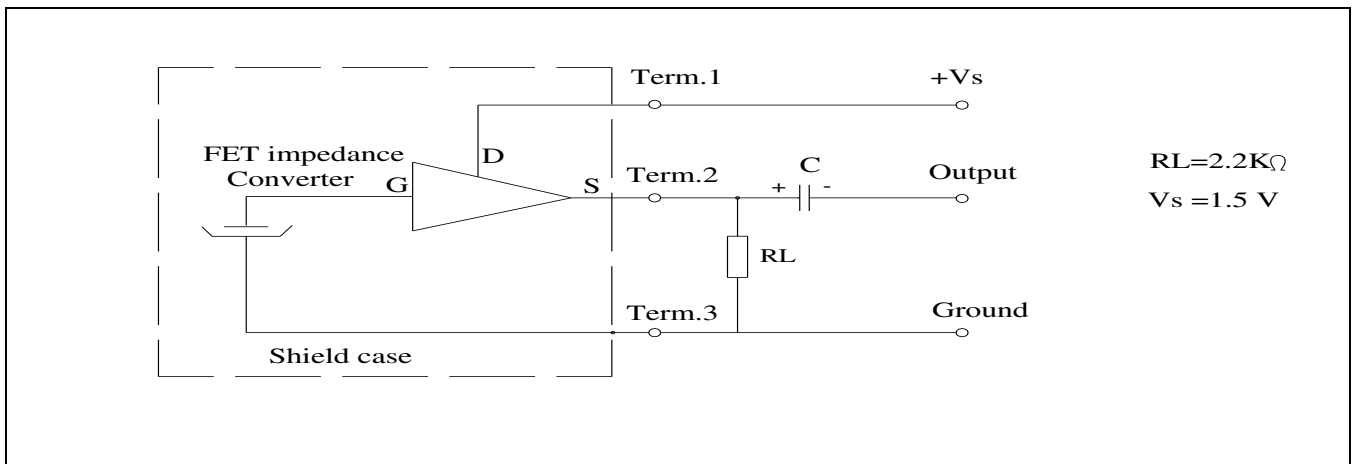 Term.1
+Vs
FET impedance
Converter
D
G
S
Term.2
C
+ -
Output
RL=2.2KΩ
Vs =1.5 V
RL
Term.3
Ground
Shield case